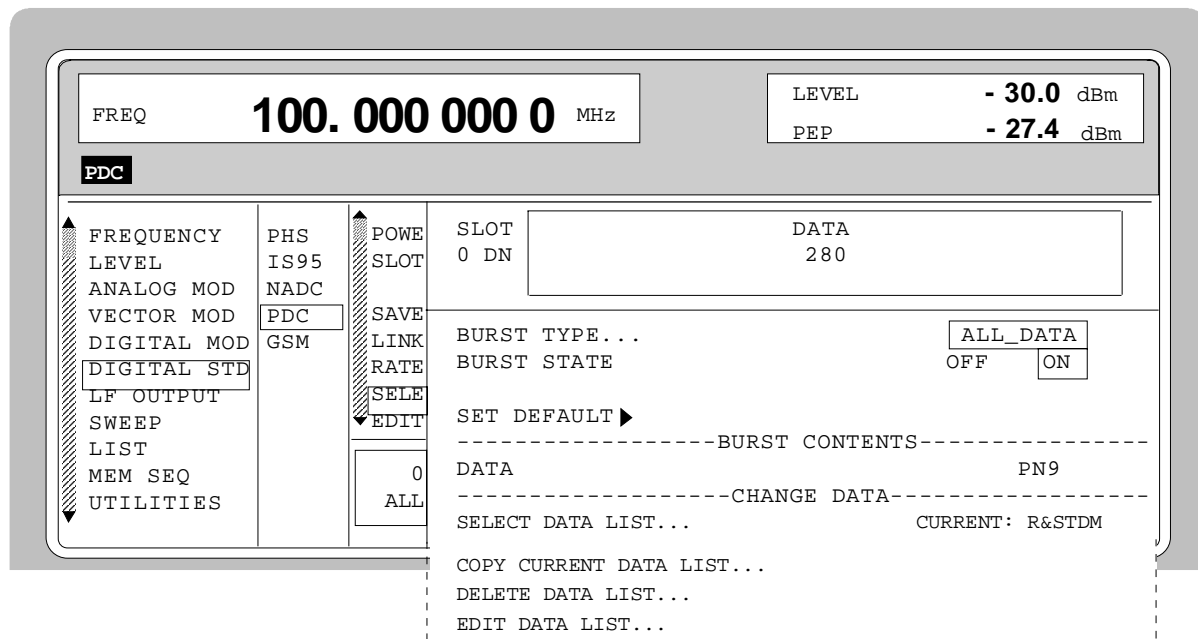 FREQ 100. 000 000 0 MHz
LEVEL - 30.0 dBm
PEP - 27.4 dBm
PDC
FREQUENCY
LEVEL
ANALOG MOD
VECTOR MOD
DIGITAL MOD
DIGITAL STD
LF OUTPUT
SWEEP
LIST
MEM SEQ
UTILITIES
PHS
IS95
NADC
PDC
GSM
POWE
SLOT
SAVE
LINK
RATE
SELE
EDIT
0
ALL
SLOT DATA
0 DN 280
BURST TYPE... ALL_DATA
BURST STATE OFF ON
SET DEFAULT
------------------BURST CONTENTS----------------
DATA PN9
-------------------CHANGE DATA------------------
SELECT DATA LIST... CURRENT: R&STDM
COPY CURRENT DATA LIST...
DELETE DATA LIST...
EDIT DATA LIST...